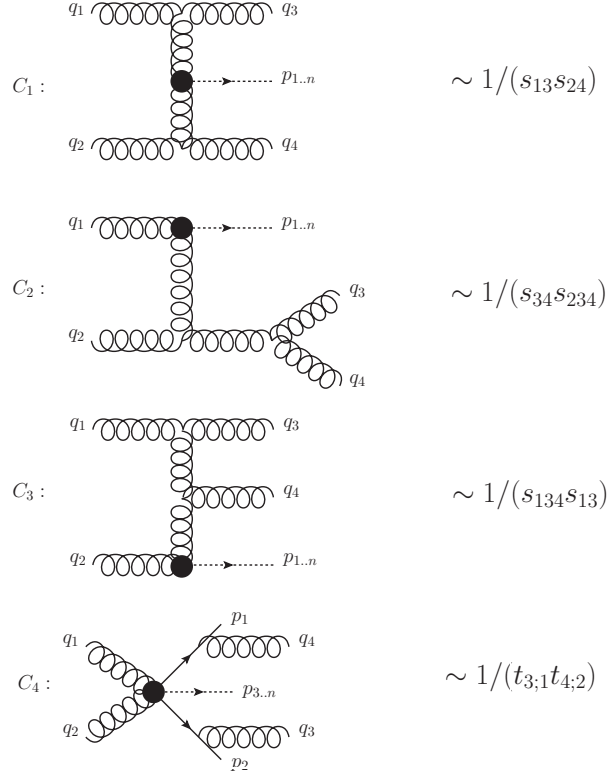 q₁ q₃
C₁ : p₁..ₙ ∼ 1/(s₁₃s₂₄)
q₂ q₄
q₁ p₁..ₙ
C₂ : q₃ ∼ 1/(s₃₄s₂₃₄)
q₂
q₄
q₁ q₃
C₃ : q₄ ∼ 1/(s₁₃₄s₁₃)
q₂ p₁..ₙ
p₁
q₁ q₄
C₄ : p₃..ₙ ∼ 1/(t₃;₁t₄;₂)
q₂ q₃
p₂